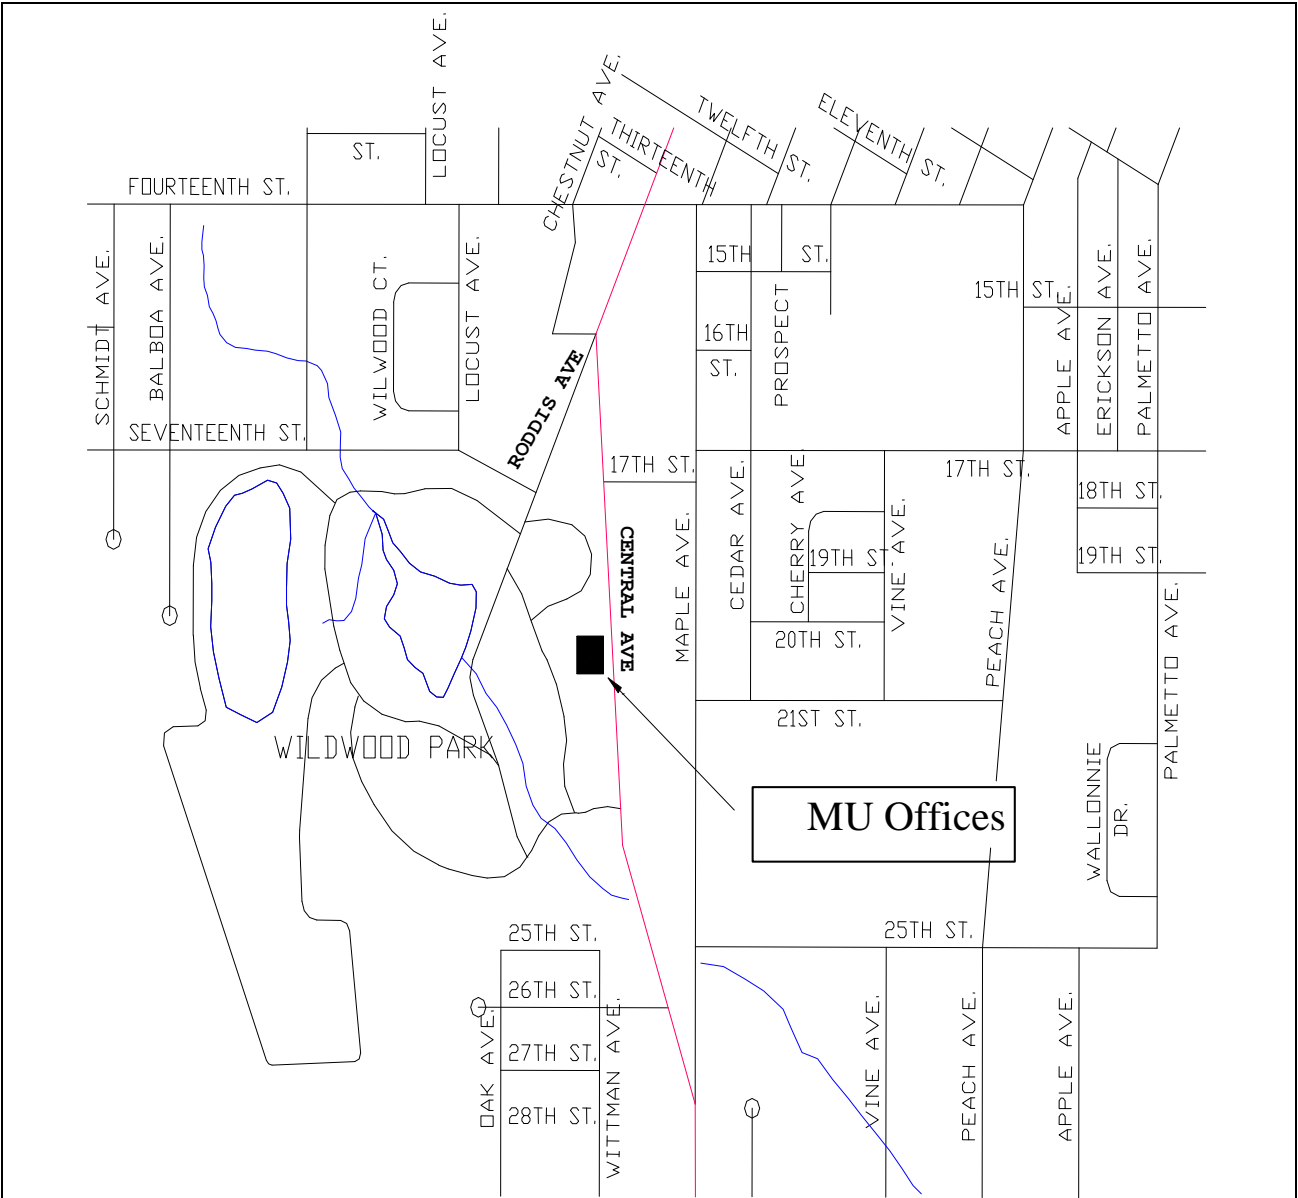 LOCUST AVE.
CHESTNUT AVE.
TWELFTH ST.
ELEVENTH ST.
THIRTEENTH ST.
ST.
FOURTEENTH ST.
SCHMIDT AVE.
BALBOA AVE.
WILWOOD CT.
LOCUST AVE.
15TH ST.
PROSPECT
16TH ST.
15TH ST.
APPLE AVE.
ERICKSON AVE.
PALMETTO AVE.
RODDIS AVE
SEVENTEENTH ST.
17TH ST.
17TH ST.
18TH ST.
19TH ST.
CENTRAL AVE
MAPLE AVE.
CEDAR AVE.
CHERRY AVE.
19TH ST.
VINE AVE.
PEACH AVE.
20TH ST.
21ST ST.
PALMETTO AVE.
WILDWOOD PARK
MU Offices
WALLONNIE DR.
25TH ST.
25TH ST.
26TH ST.
27TH ST.
28TH ST.
OAK AVE.
WITTMAN AVE.
VINE AVE.
PEACH AVE.
APPLE AVE.